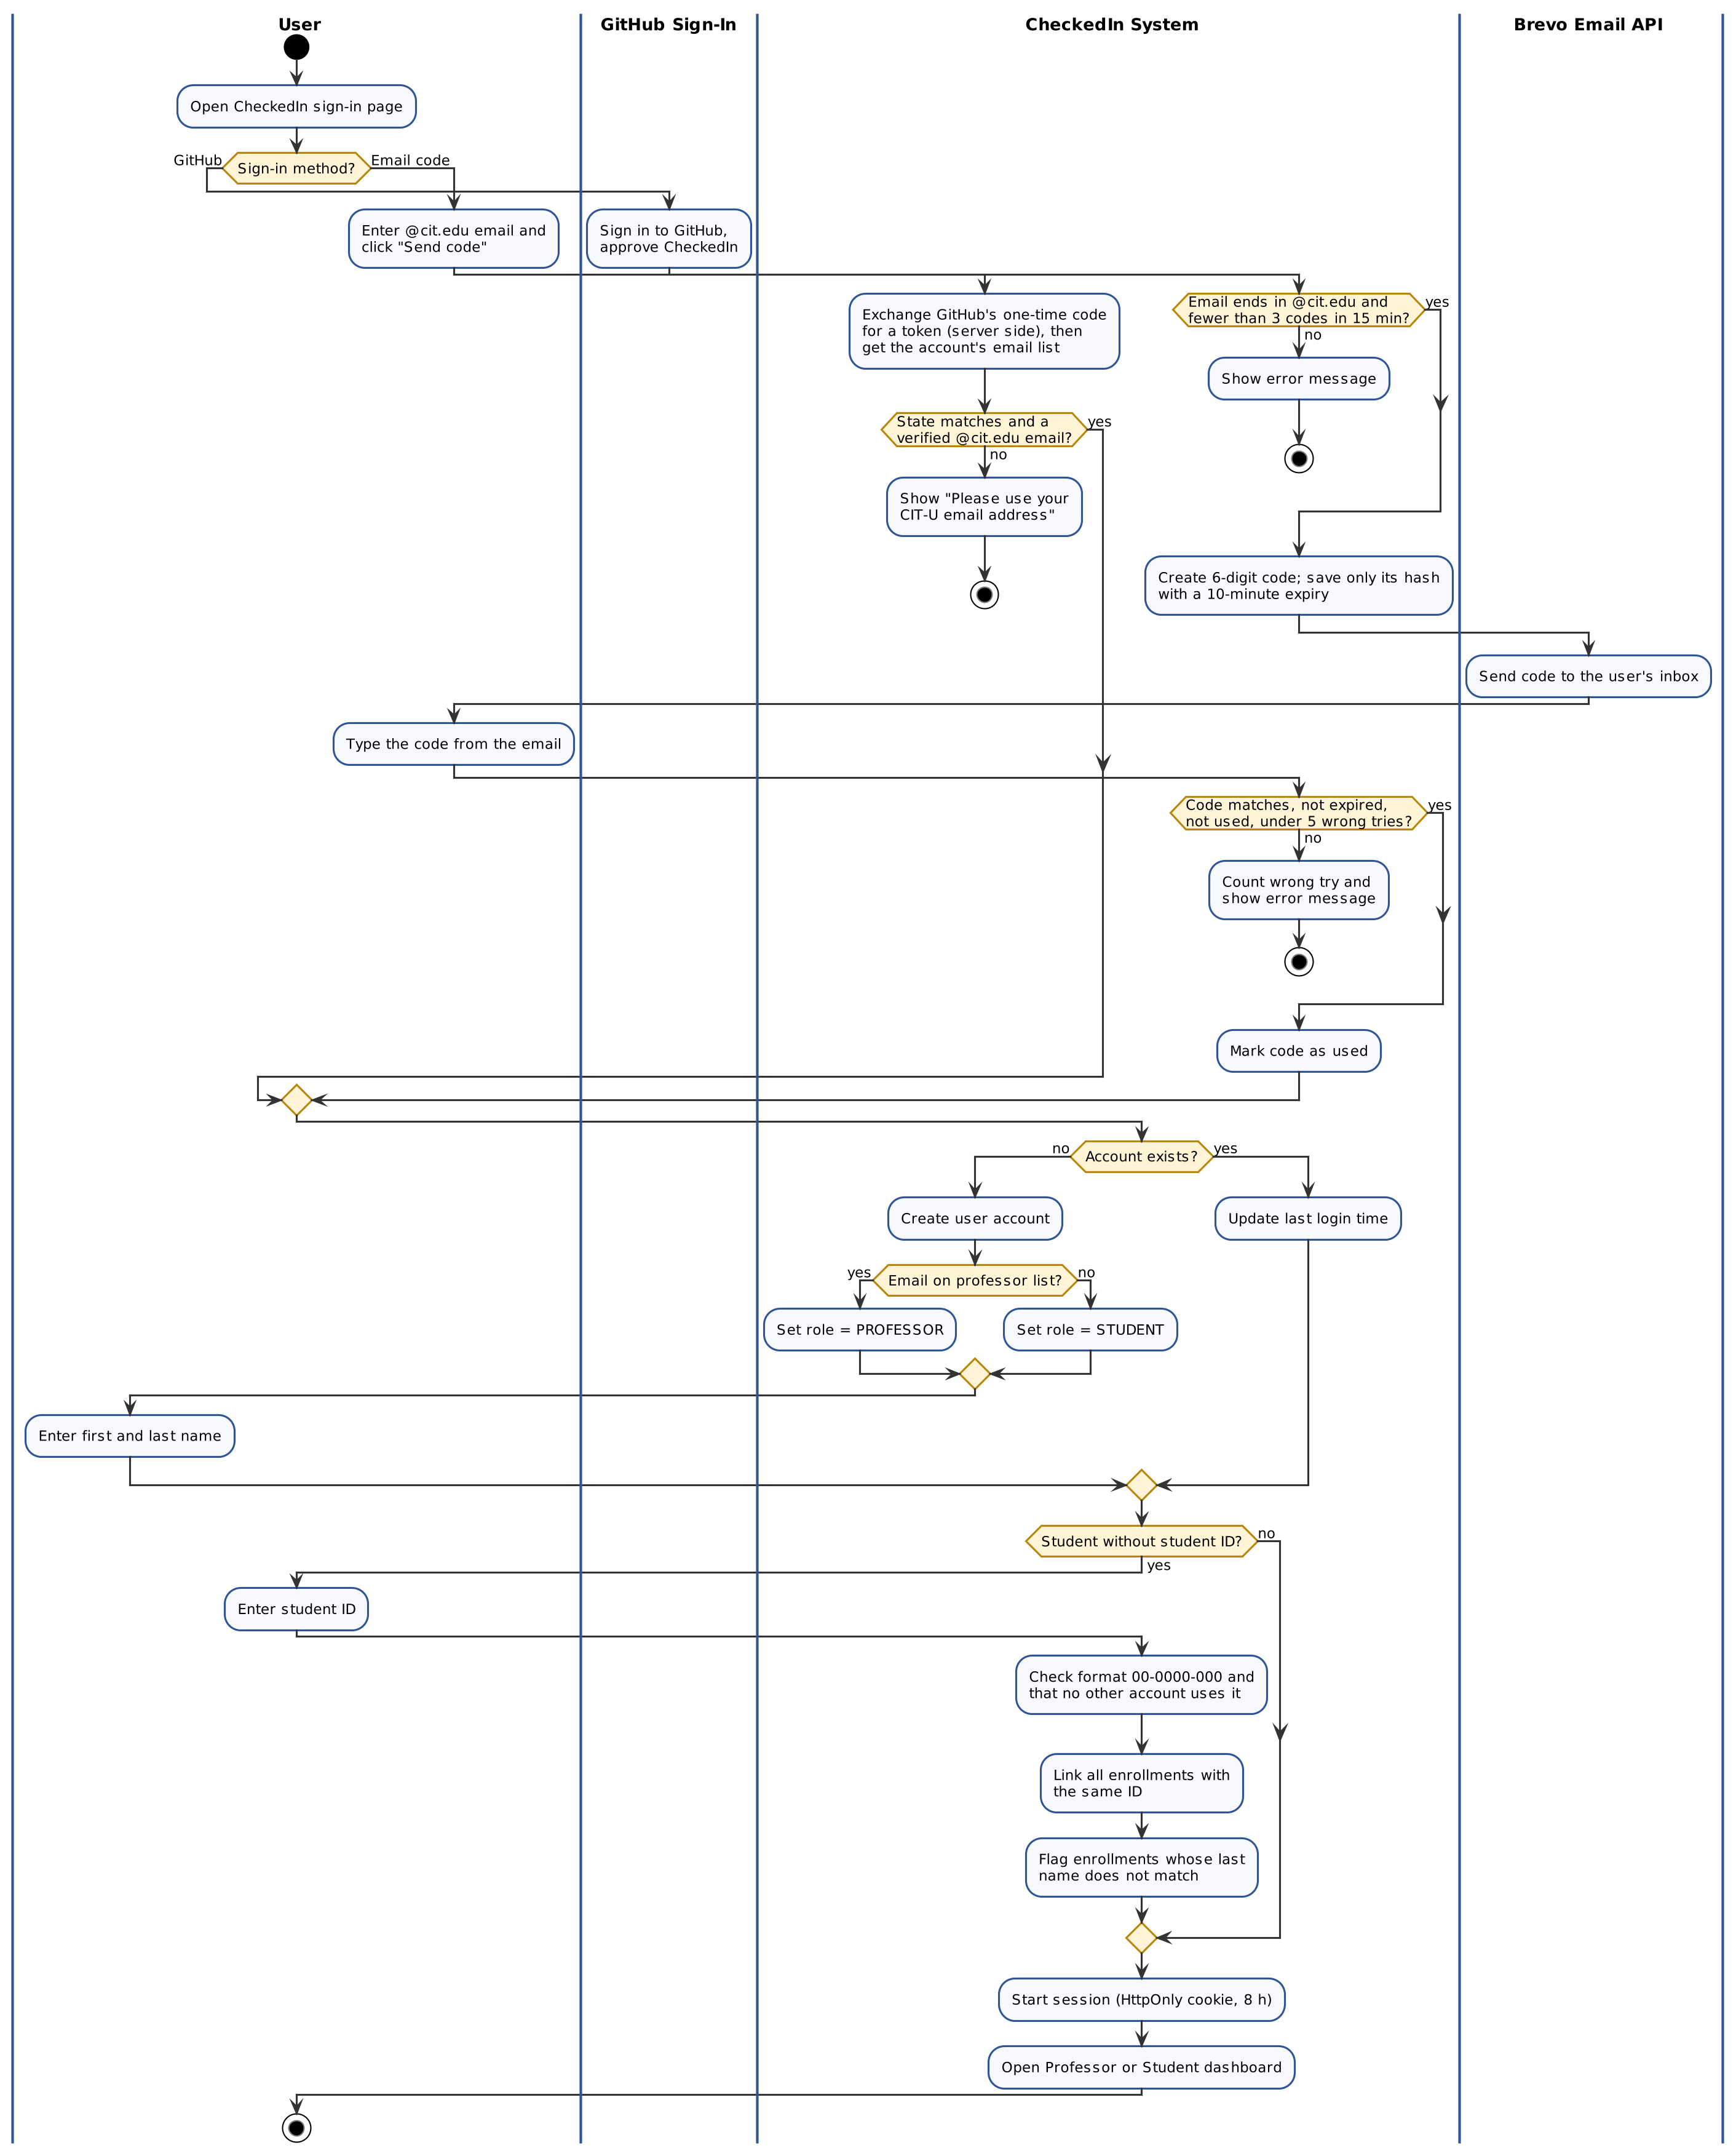 User
GitHub Sign-In
CheckedIn System
Brevo Email API
Open CheckedIn sign-in page
GitHub
Sign-in method?
Email code
Enter @cit.edu email and
click "Send code"
Sign in to GitHub,
approve CheckedIn
Exchange GitHub's one-time code
for a token (server side), then
get the account's email list
Email ends in @cit.edu and
fewer than 3 codes in 15 min?
yes
no
Show error message
State matches and a
verified @cit.edu email?
yes
no
Show "Please use your
CIT-U email address"
Create 6-digit code; save only its hash
with a 10-minute expiry
Send code to the user's inbox
Type the code from the email
Code matches, not expired,
not used, under 5 wrong tries?
yes
no
Count wrong try and
show error message
Mark code as used
no
Account exists?
yes
Create user account
Update last login time
yes
Email on professor list?
no
Set role = PROFESSOR
Set role = STUDENT
Enter first and last name
Student without student ID?
no
yes
Enter student ID
Check format 00-0000-000 and
that no other account uses it
Link all enrollments with
the same ID
Flag enrollments whose last
name does not match
Start session (HttpOnly cookie, 8 h)
Open Professor or Student dashboard